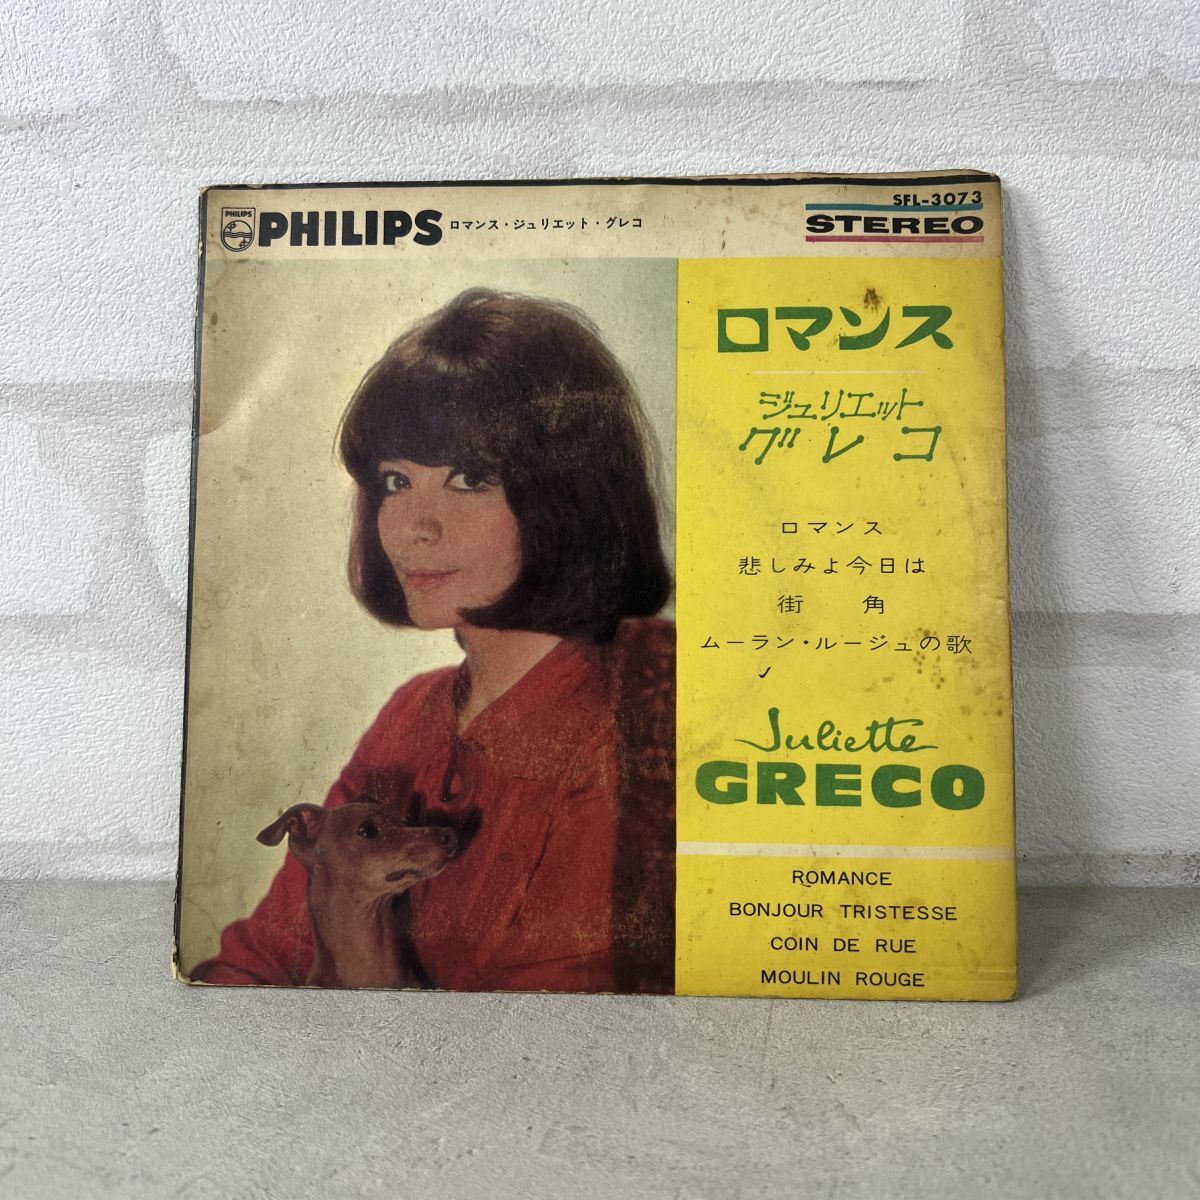 PHILIPS
PHILIPS
ロマンス・ジュリエット・グレコ
SFL-3073
STEREO
ロマンス
ジュリエット
グレコ
ロマンス
悲しみよ今日は
街角
ムーラン・ルージュの歌
Juliette
GRECO
ROMANCE
BONJOUR TRISTESSE
COIN DE RUE
MOULIN ROUGE